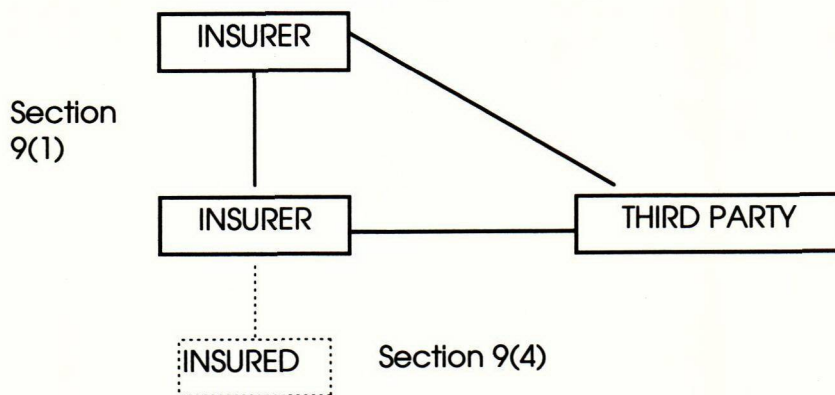 INSURER
Section
9(1)
INSURER
THIRD PARTY
INSURED
Section 9(4)